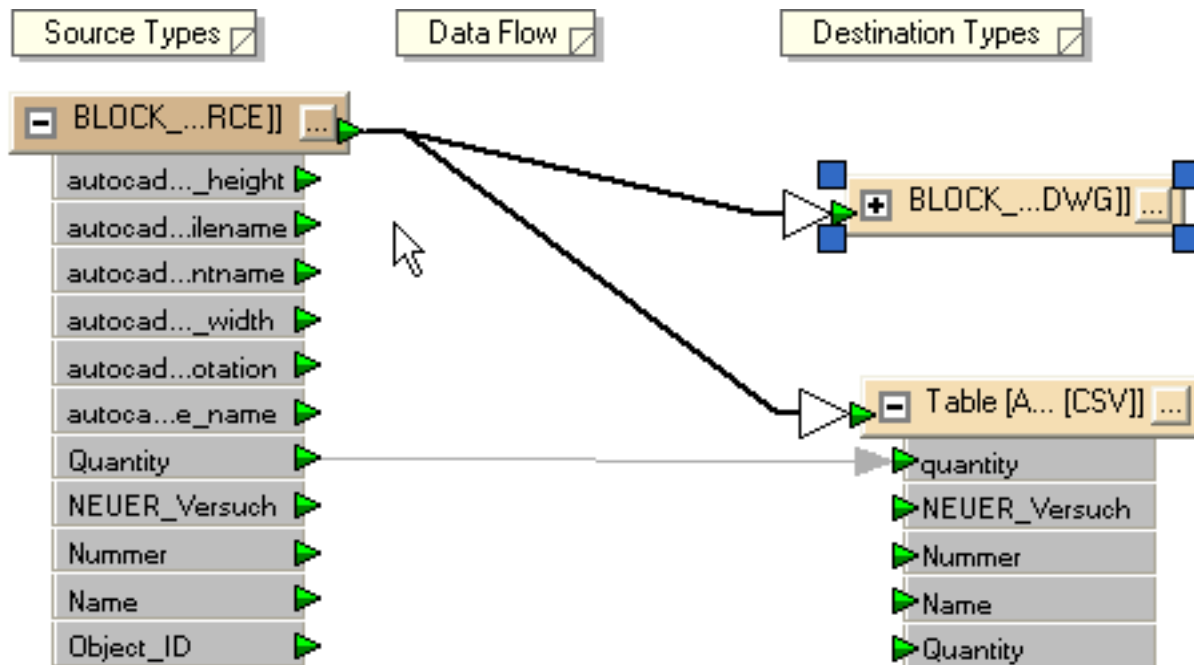 Source Types
Data Flow
Destination Types
BLOCK_...RCE]] ...
autocad..._height
autocad...ilename
autocad...ntname
autocad..._width
autocad...otation
autoca...e_name
Quantity
NEUER_Versuch
Nummer
Name
Object_ID
BLOCK_...DWG]] ...
Table [A... [CSV]] ...
quantity
NEUER_Versuch
Nummer
Name
Quantity